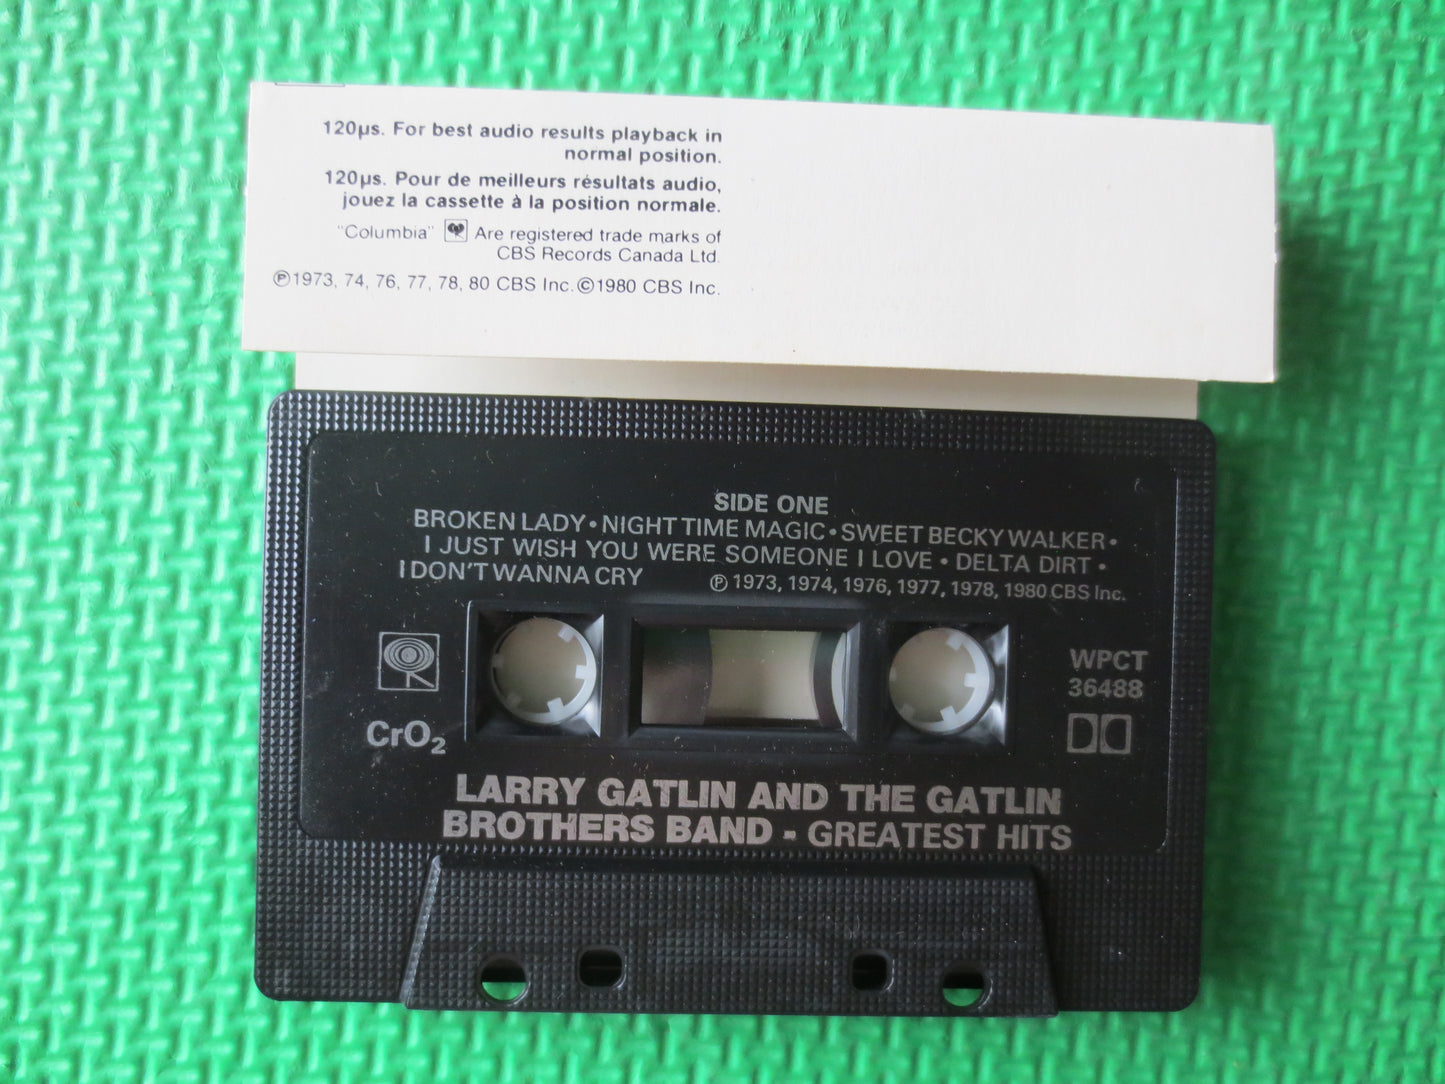 120µs. For best audio results playback in
normal position.
120µs. Pour de meilleurs résultats audio,
jouez la cassette à la position normale.
"Columbia" Are registered trade marks of
CBS Records Canada Ltd.
℗1973, 74, 76, 77, 78, 80 CBS Inc.©1980 CBS Inc.
SIDE ONE
BROKEN LADY • NIGHT TIME MAGIC • SWEET BECKY WALKER •
I JUST WISH YOU WERE SOMEONE I LOVE • DELTA DIRT •
I DON'T WANNA CRY ℗ 1973, 1974, 1976, 1977, 1978, 1980 CBS Inc.
WPCT
36488
CrO2
LARRY GATLIN AND THE GATLIN
BROTHERS BAND - GREATEST HITS